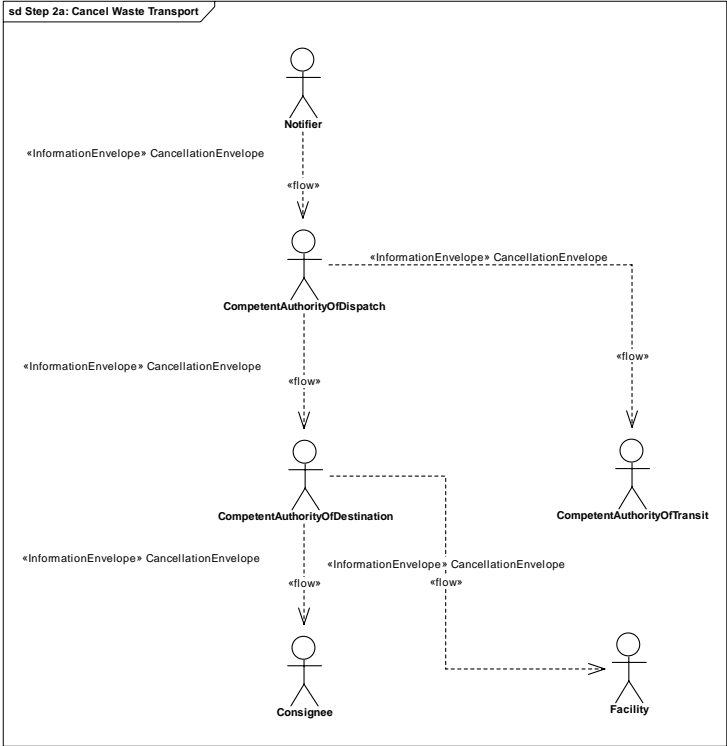 sd Step 2a: Cancel Waste Transport
Notifier
«InformationEnvelope» CancellationEnvelope
«flow»
«InformationEnvelope» CancellationEnvelope
CompetentAuthorityOfDispatch
«flow»
«InformationEnvelope» CancellationEnvelope
«flow»
CompetentAuthorityOfDestination
CompetentAuthorityOfTransit
«InformationEnvelope» CancellationEnvelope
«InformationEnvelope» CancellationEnvelope
«flow»
«flow»
Consignee
Facility